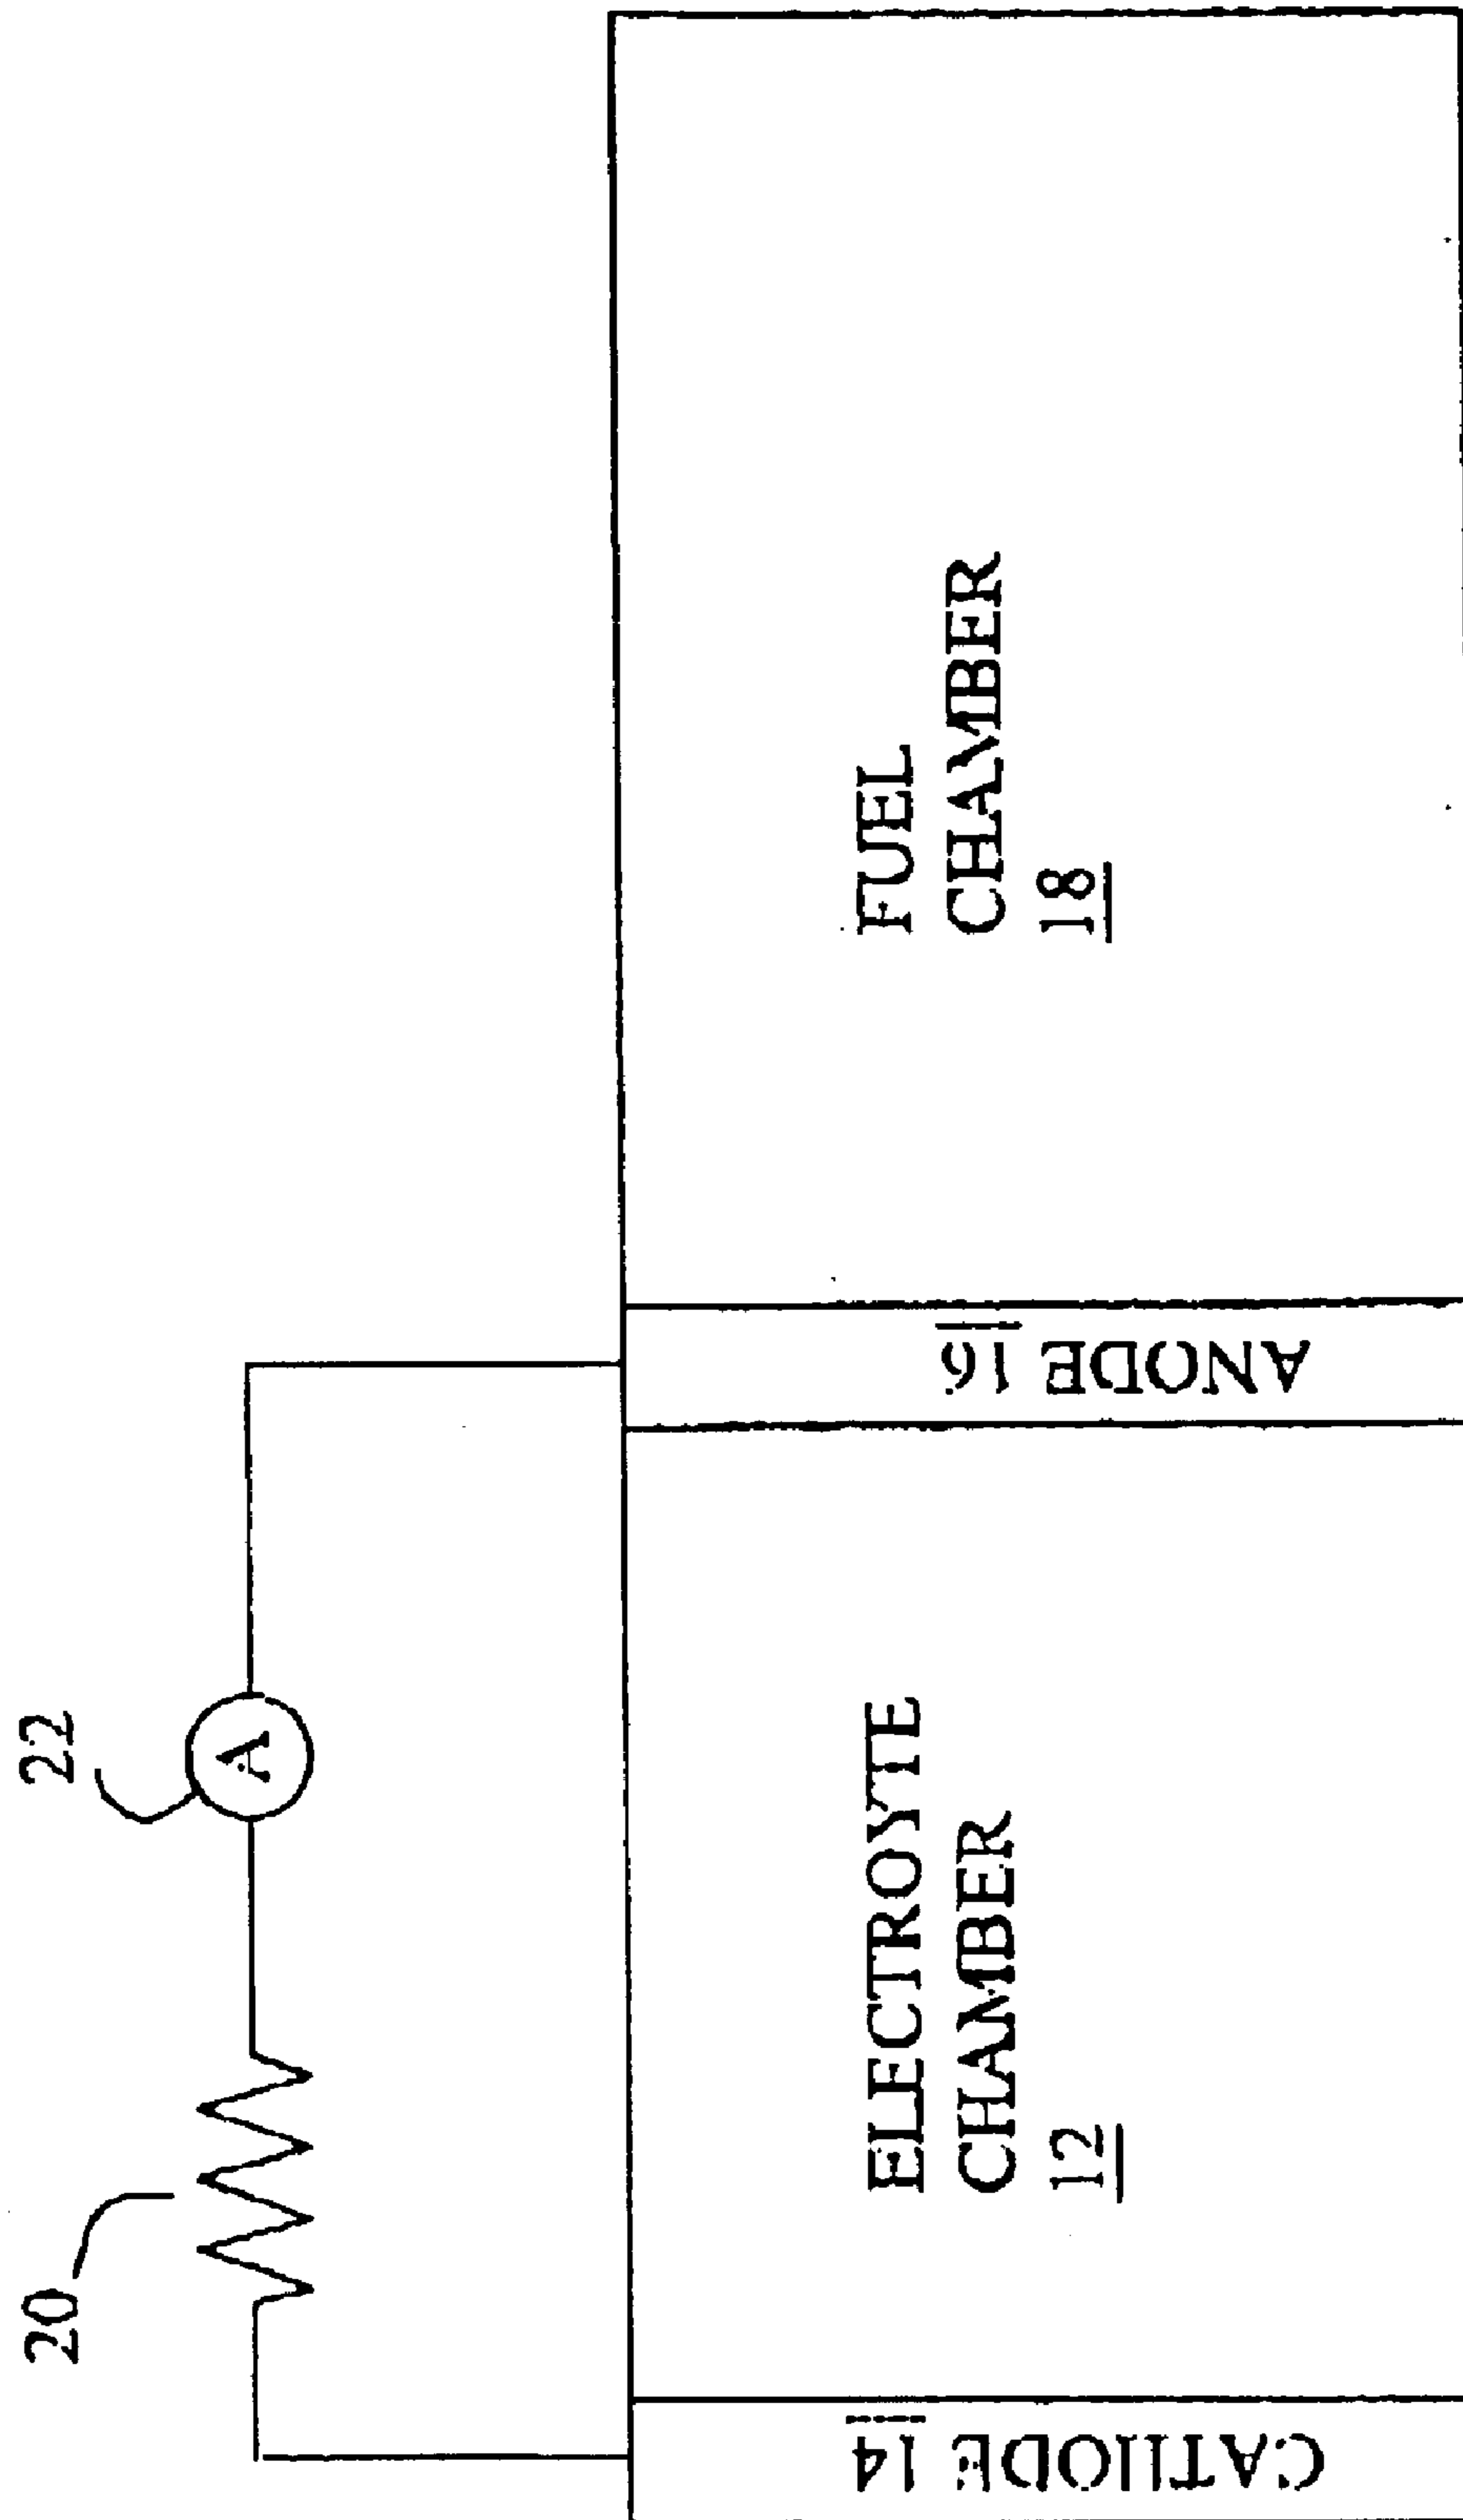 20
22
A
CATHODE 14
ELECTROYTE
CHAMBER
12
ANODE 16
FUEL
CHAMBER
18